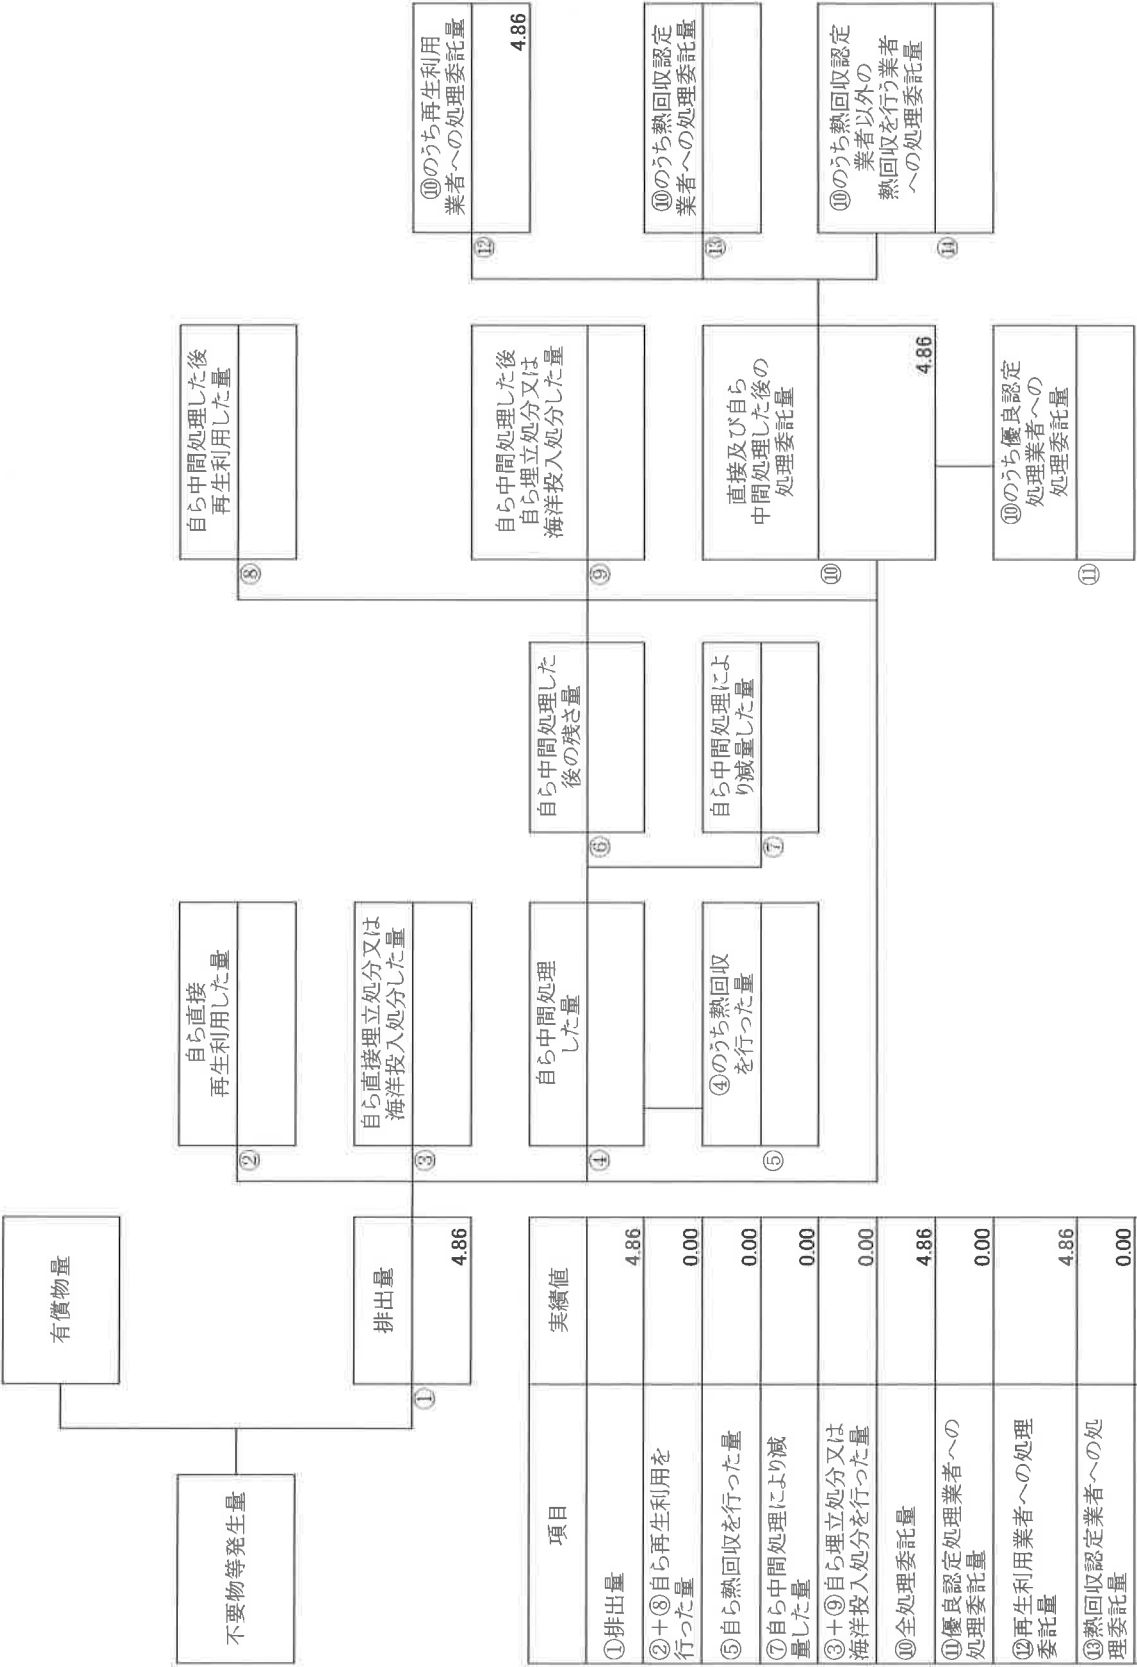 不要物等発生量
有償物量
①
排出量
4.86
②
自ら直接
再生利用した量
③
自ら直接埋立処分又は
海洋投入処分した量
④
自ら中間処理
した量
⑤
④のうち熱回収
を行った量
⑥
自ら中間処理した
後の残さ量
⑦
自ら中間処理によ
り減量した量
⑧
自ら中間処理した後
再生利用した量
⑨
自ら中間処理した後
自ら埋立処分又は
海洋投入処分した量
⑩
直接及び自ら
中間処理した後の
処理委託量
4.86
⑪
⑩のうち優良認定
処理業者への
処理委託量
⑫
⑩のうち再生利用
業者への処理委託量
4.86
⑬
⑩のうち熱回収認定
業者への処理委託量
⑭
⑩のうち熱回収認定
業者以外の
熱回収を行う業者
への処理委託量
項目 実績値
①排出量 4.86
②+⑧自ら再生利用を
行った量 0.00
⑤自ら熱回収を行った量 0.00
⑦自ら中間処理により減
量した量 0.00
③+⑨自ら埋立処分又は
海洋投入処分を行った量 0.00
⑩全処理委託量 4.86
⑪優良認定処理業者への
処理委託量 0.00
⑫再生利用業者への処理
委託量 4.86
⑬熱回収認定業者への処
理委託量 0.00